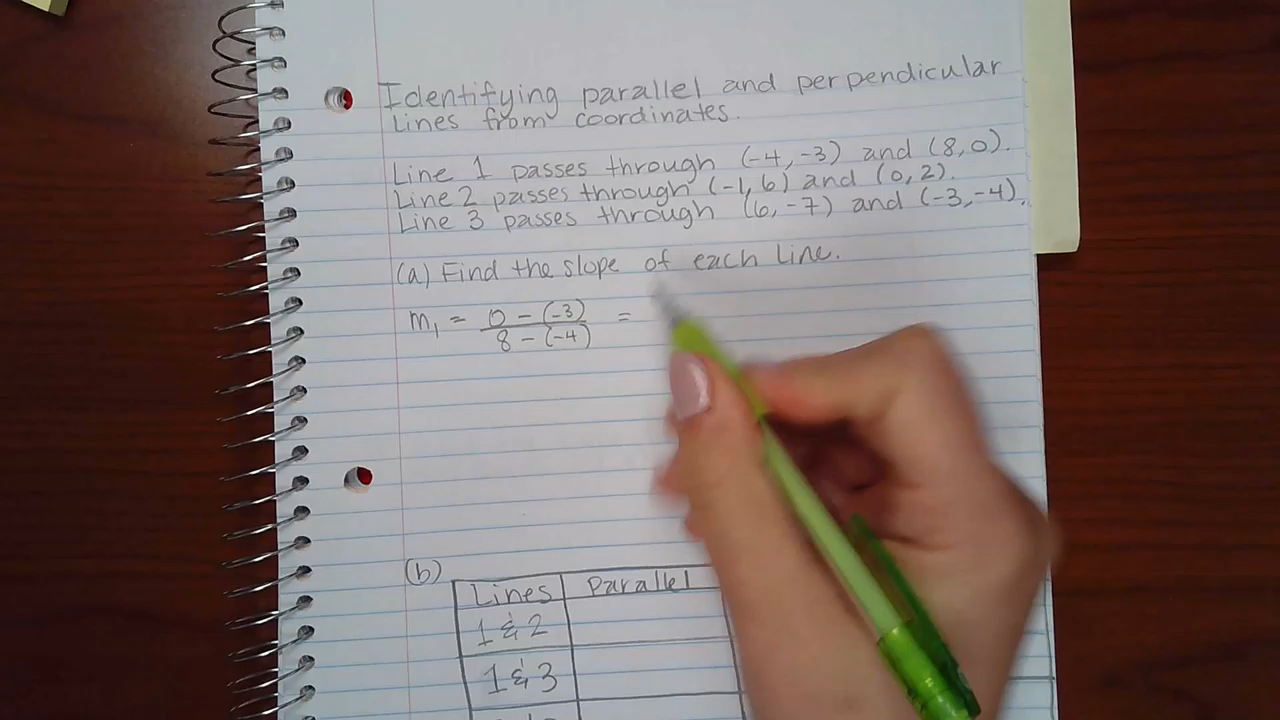 Identifying parallel and perpendicular
lines from coordinates.
Line 1 passes through (-4,-3) and (8,0).
Line 2 passes through (-1,6) and (0,2).
Line 3 passes through (6,-7) and (-3,-4).
(a) Find the slope of each line.
m₁ = 0 - (-3) / 8 - (-4) =
(b)
Lines Parallel
1 & 2
1 & 3